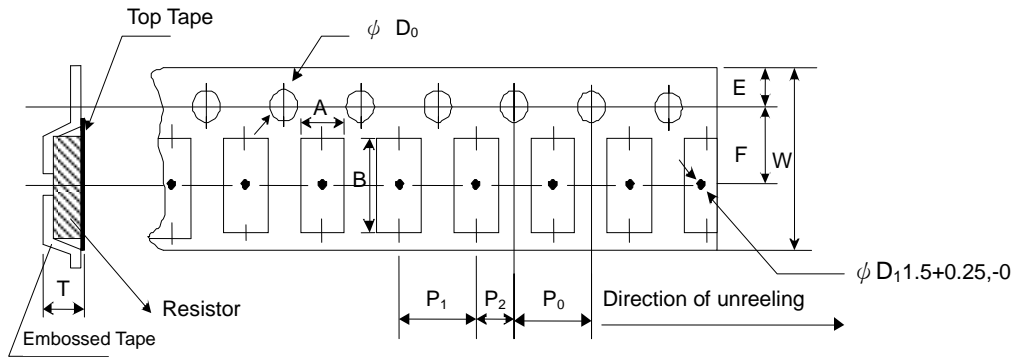 Top Tape
ϕ D₀
E
A
F
W
B
ϕ D₁1.5+0.25,-0
T
P₁
P₂
P₀
Direction of unreeling
Resistor
Embossed Tape